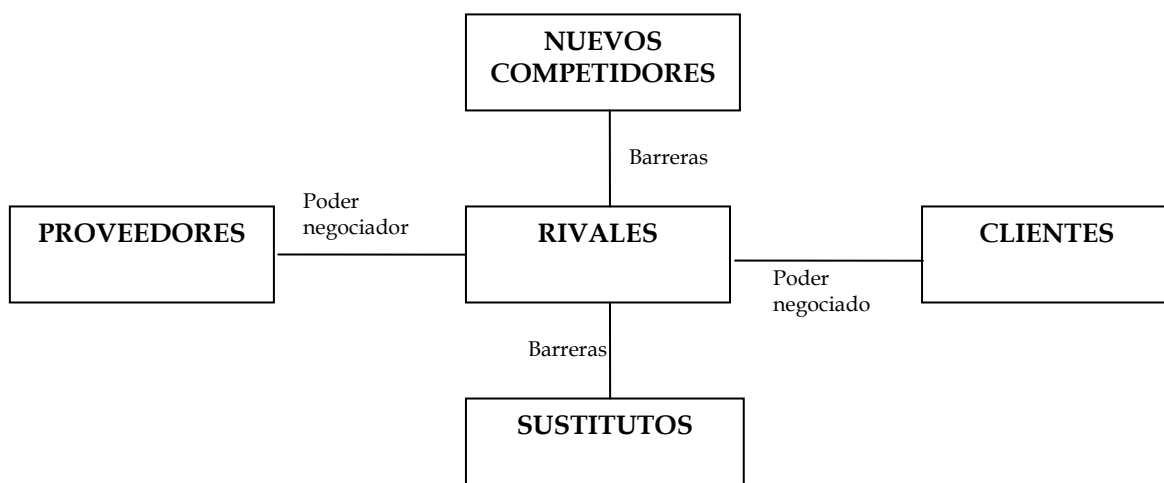 NUEVOS
COMPETIDORES
Barreras
Poder
negociador
PROVEEDORES
RIVALES
CLIENTES
Poder
negociado
Barreras
SUSTITUTOS